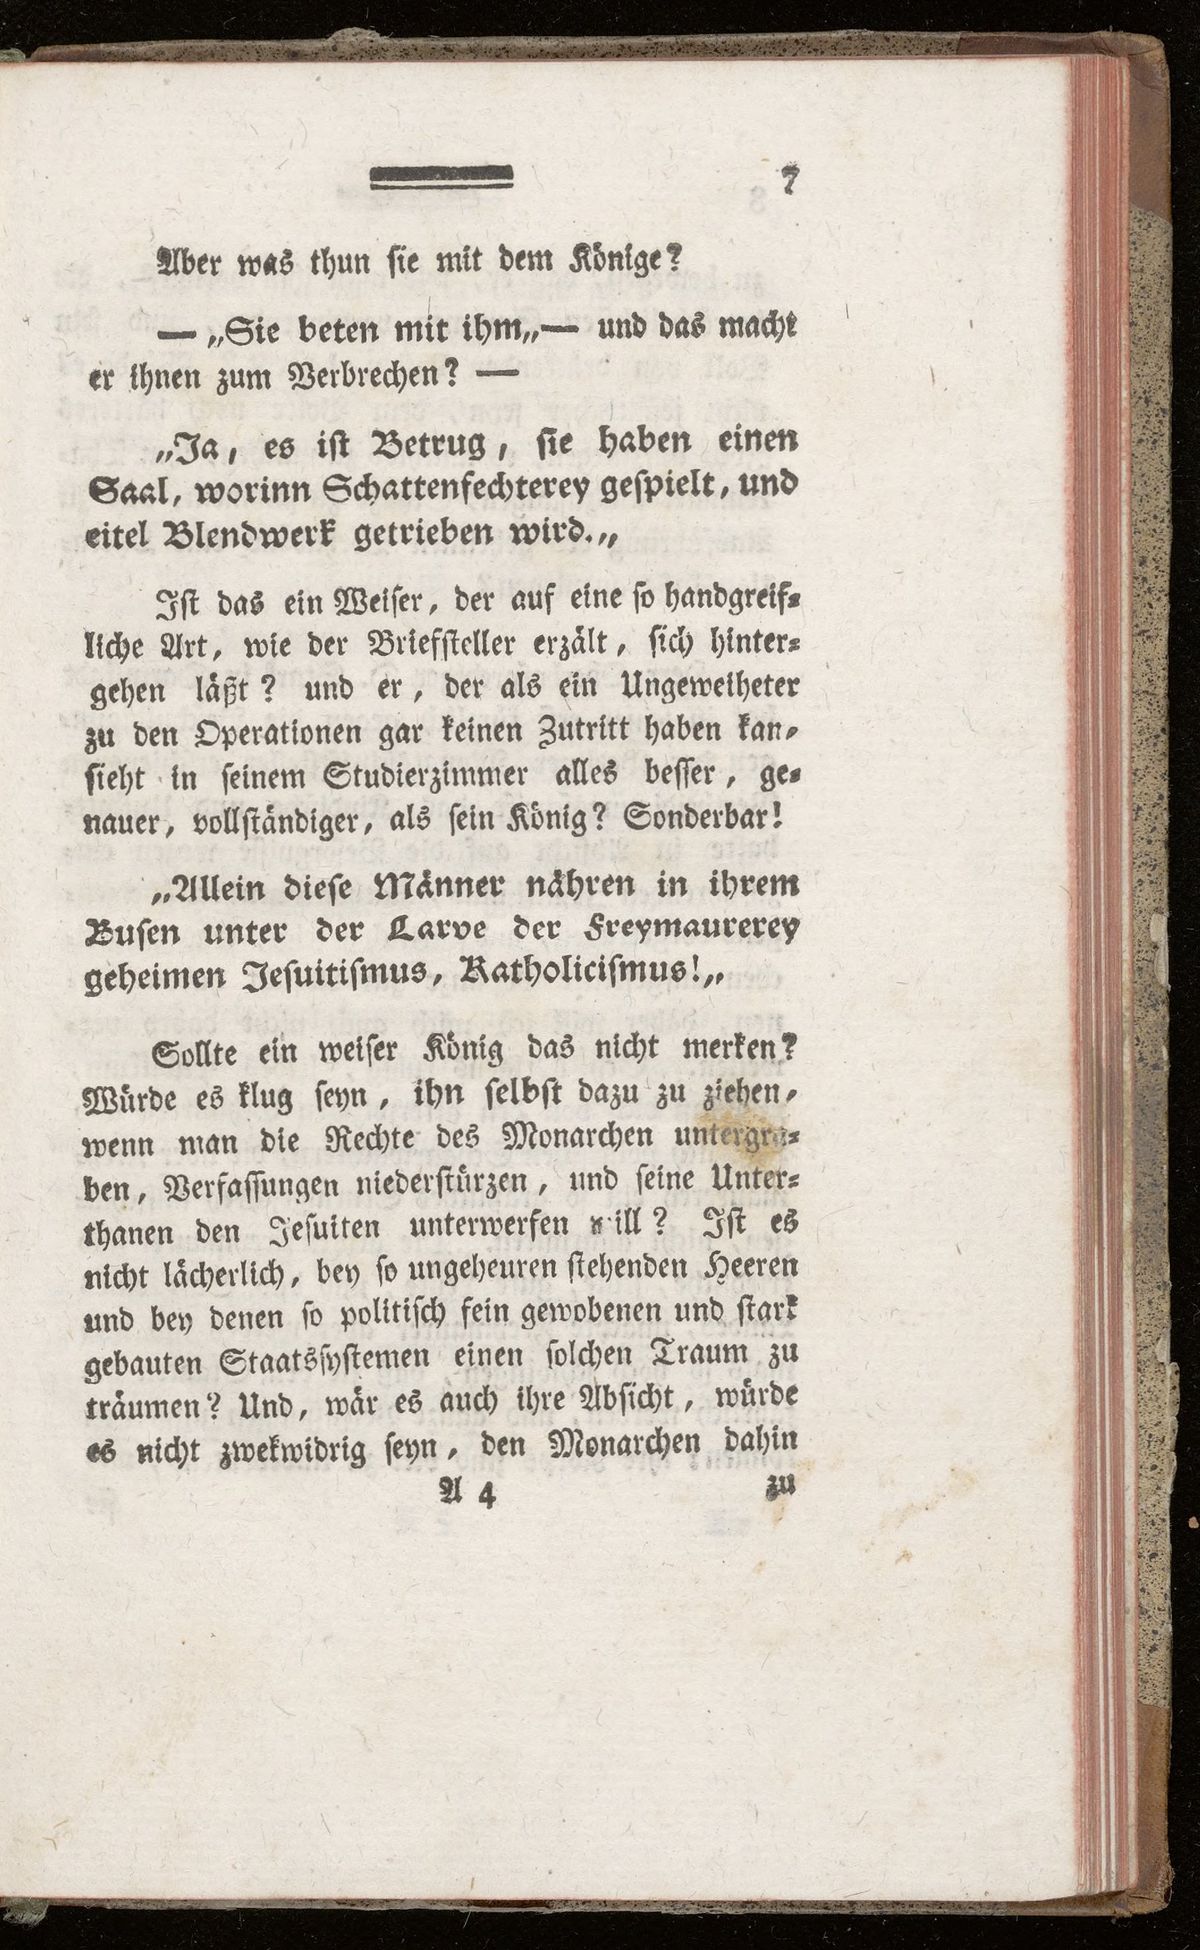 7
Aber was thun sie mit dem Könige?
— „Sie beten mit ihm„— und das macht
er ihnen zum Verbrechen? —
„Ja, es ist Betrug, sie haben einen
Saal, worinn Schattenfechterey gespielt, und
eitel Blendwerk getrieben wird.„
Ist das ein Weiser, der auf eine so handgreif-
liche Art, wie der Briefsteller erzält, sich hinter-
gehen läßt? und er, der als ein Ungeweiheter
zu den Operationen gar keinen Zutritt haben kan,
sieht in seinem Studierzimmer alles besser, ge-
nauer, vollständiger, als sein König? Sonderbar!
„Allein diese Männer nähren in ihrem
Busen unter der Larve der Freymaurerey
geheimen Jesuitismus, Katholicismus!„
Sollte ein weiser König das nicht merken?
Würde es klug seyn, ihn selbst dazu zu ziehen,
wenn man die Rechte des Monarchen untergra-
ben, Verfassungen niederstürzen, und seine Unter-
thanen den Jesuiten unterwerfen will? Ist es
nicht lächerlich, bey so ungeheuren stehenden Heeren
und bey denen so politisch fein gewobenen und stark
gebauten Staatssystemen einen solchen Traum zu
träumen? Und, wär es auch ihre Absicht, würde
es nicht zwekwidrig seyn, den Monarchen dahin
A 4 zu